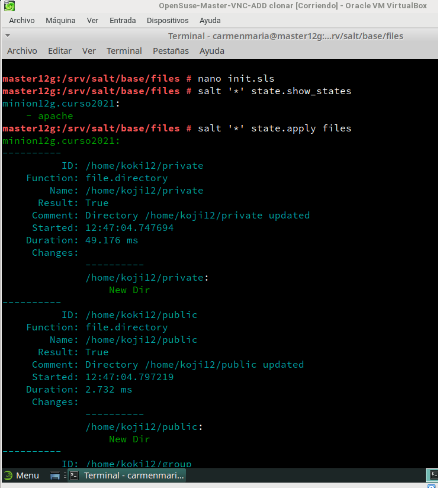 OpenSuse-Master-VNC-ADD clonar [Corriendo] - Oracle VM VirtualBox
Archivo Máquina Ver Entrada Dispositivos Ayuda
Terminal - carmenmaria@master12g:...rv/salt/base/files
Archivo Editar Ver Terminal Pestañas Ayuda
master12g:/srv/salt/base/files # nano init.sls
master12g:/srv/salt/base/files # salt '*' state.show_states
minion12g.curso2021:
- apache
master12g:/srv/salt/base/files # salt '*' state.apply files
minion12g.curso2021:
----------
ID: /home/koki12/private
Function: file.directory
Name: /home/koji12/private
Result: True
Comment: Directory /home/koji12/private updated
Started: 12:47:04.747694
Duration: 49.176 ms
Changes:
----------
/home/koji12/private:
New Dir
----------
ID: /home/koki12/public
Function: file.directory
Name: /home/koji12/public
Result: True
Comment: Directory /home/koji12/public updated
Started: 12:47:04.797219
Duration: 2.732 ms
Changes:
----------
/home/koji12/public:
New Dir
----------
ID: /home/koki12/group
Menu Terminal - carmenmari...